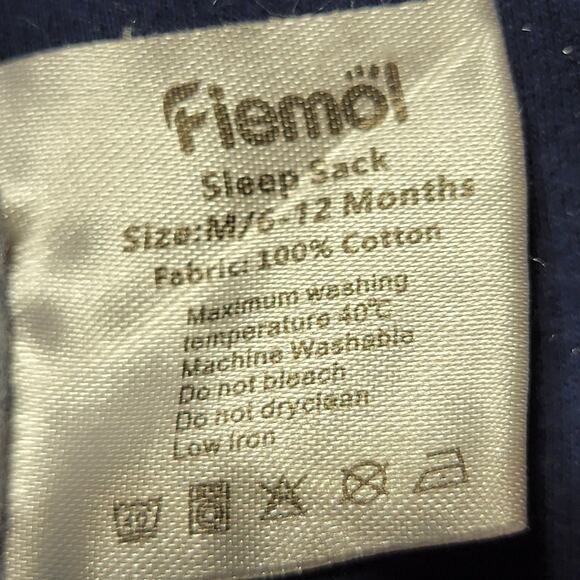 Fiemol
Sleep Sack
Size:M/6-12 Months
Fabric: 100% Cotton
Maximum washing
temperature 40°C
Machine Washable
Do not bleach
Do not dryclean
Low iron